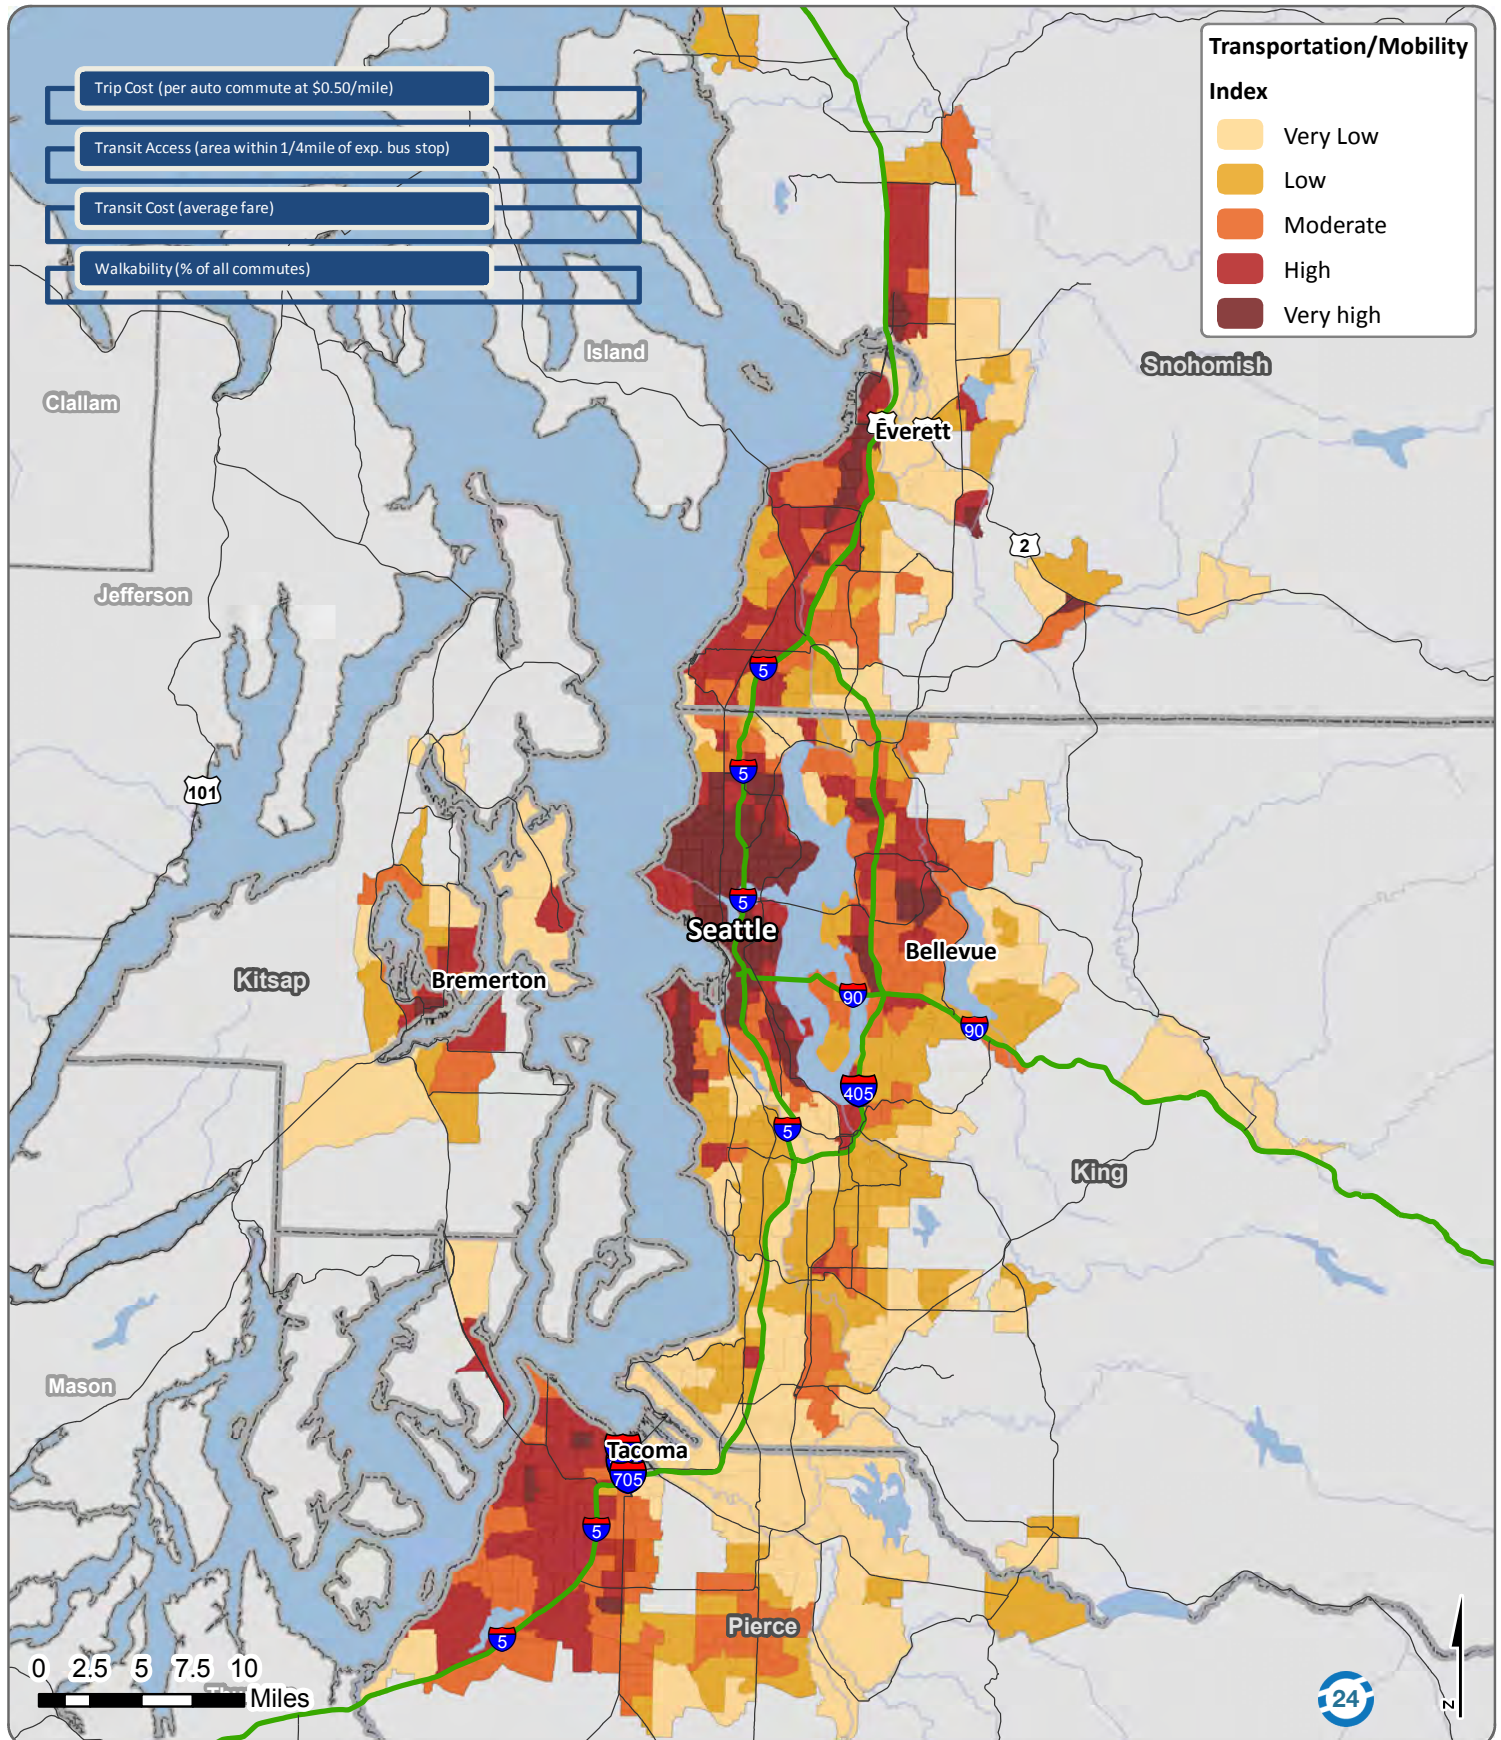 Trip Cost (per auto commute at $0.50/mile)
Transit Access (area within 1/4mile of exp. bus stop)
Transit Cost (average fare)
Walkability (% of all commutes)
Transportation/Mobility
Index
Very Low
Low
Moderate
High
Very high
Island
Snohomish
Clallam
Everett
2
Jefferson
5
5
101
5
Seattle
Bellevue
Kitsap
Bremerton
90
90
405
5
King
Mason
Tacoma
705
5
Pierce
5
0 2.5 5 7.5 10
Miles
24
N